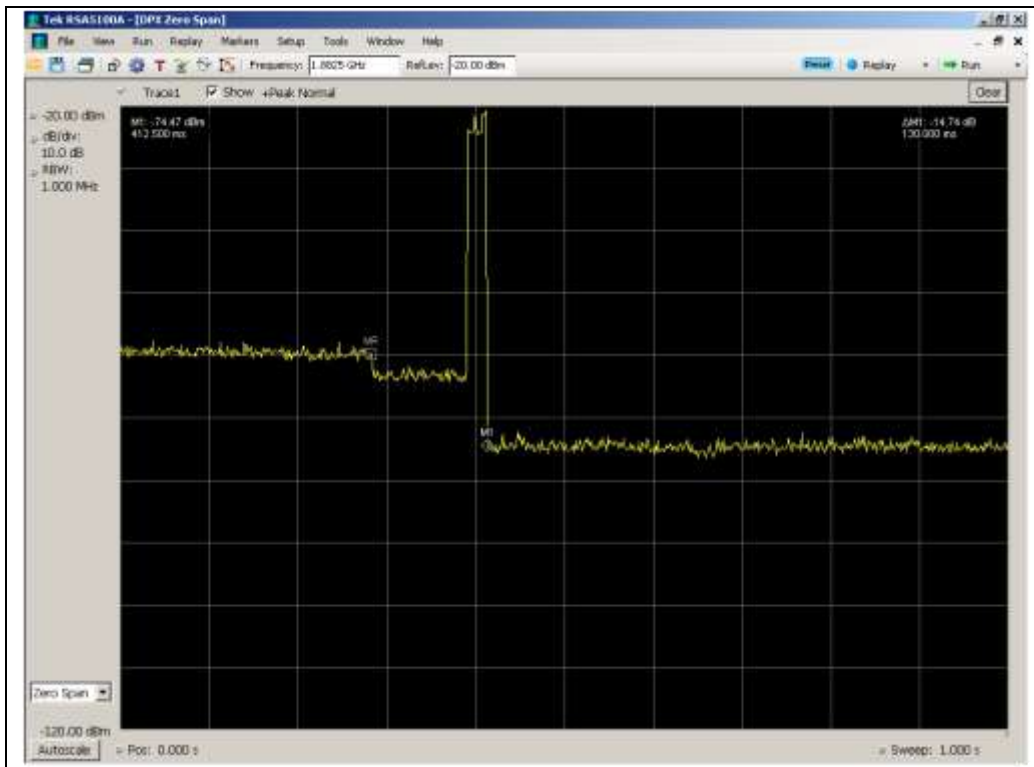 Tek RSA5100A - [DPX Zero Span]
File View Run Replay Markers Setup Tools Window Help
Frequency: 1.8025 GHz RefLev: -20.00 dBm Preset Replay Run
Trace1 Show +Peak Normal Clear
-20.00 dBm
dB/div:
10.0 dB
RBW:
1.000 MHz
M1: -74.47 dBm
412.500 ms
ΔM1: -14.74 dB
130.000 ms
MR
M1
Zero Span
-120.00 dBm
Autoscale Pos: 0.000 s Sweep: 1.000 s